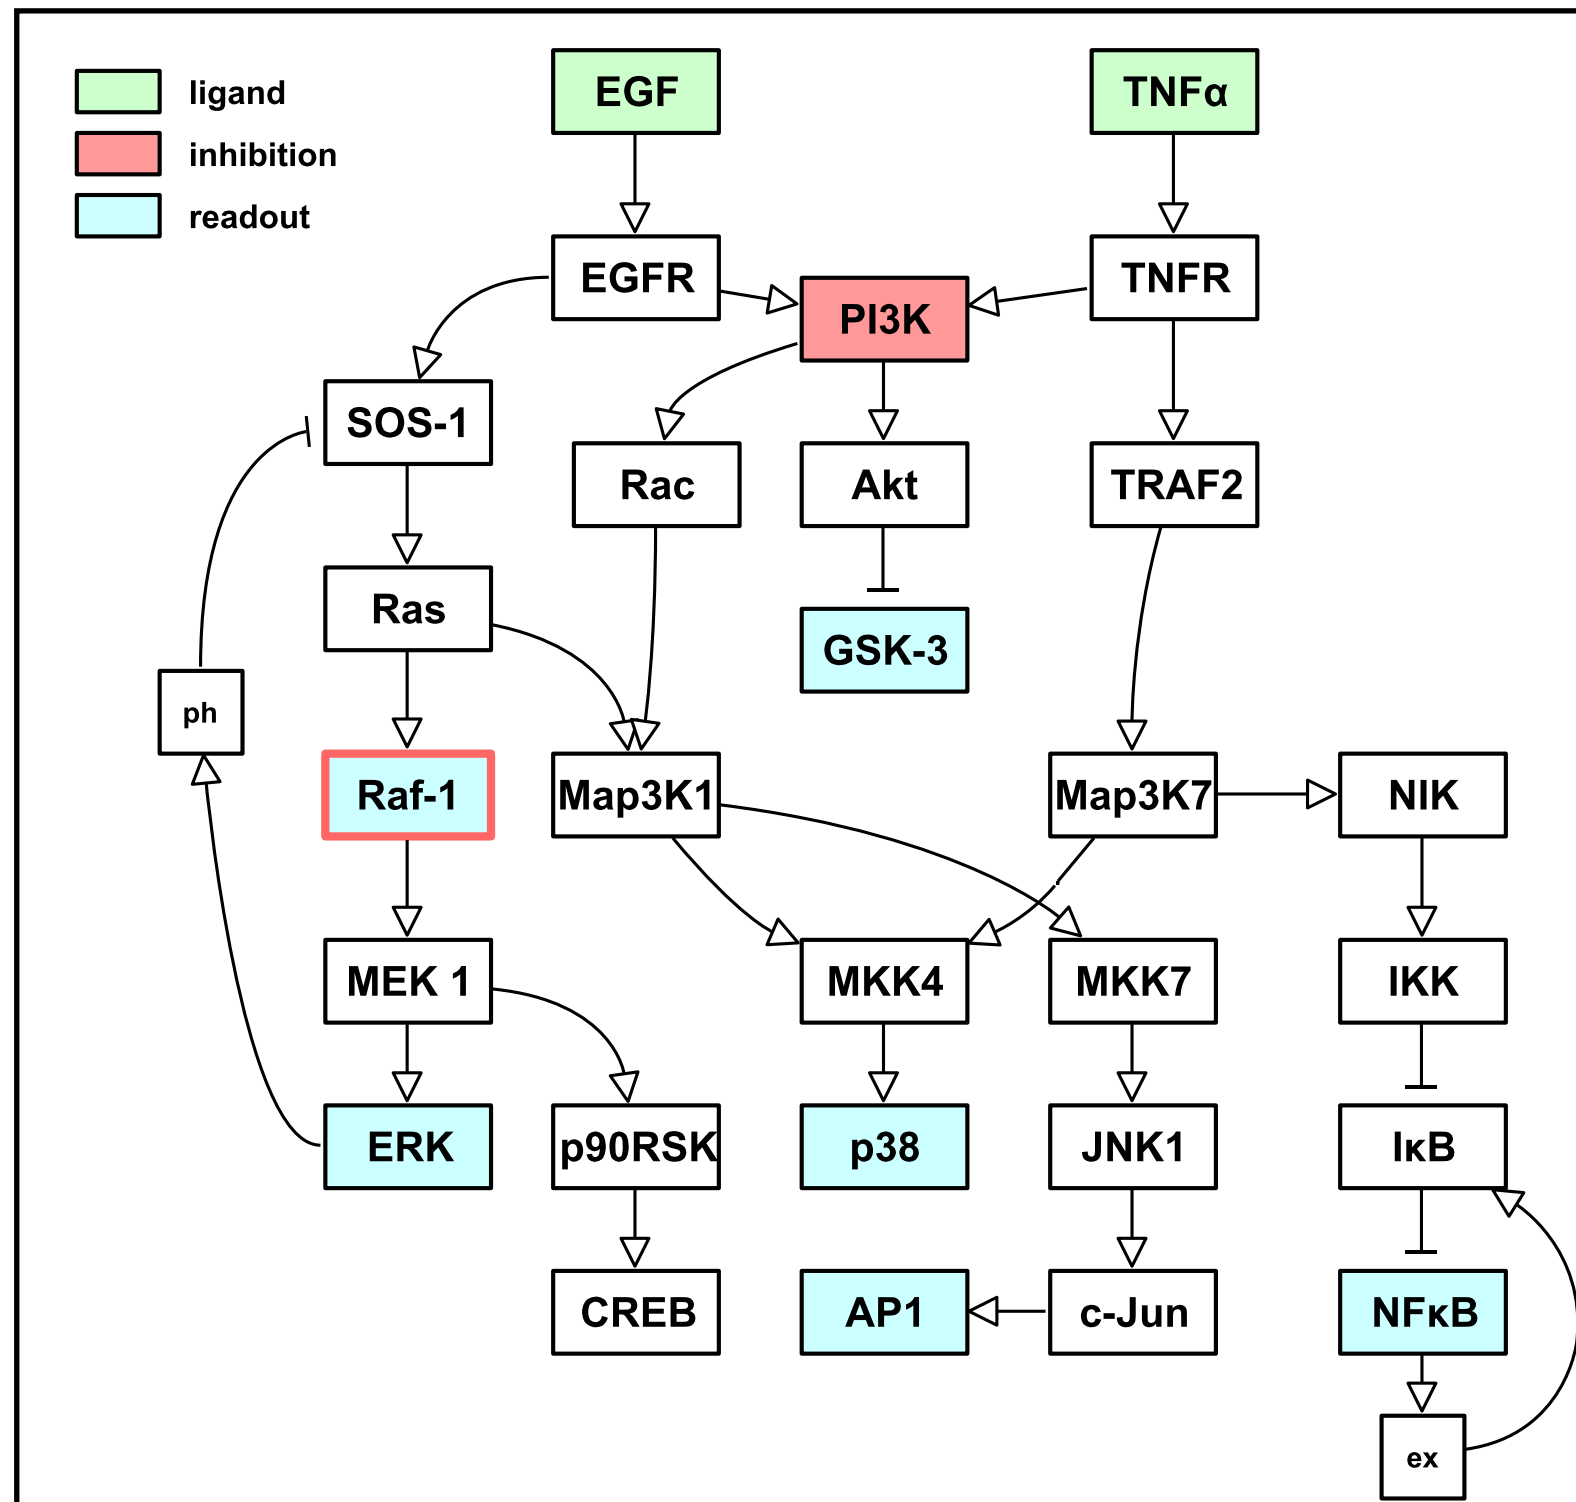 ligand
inhibition
readout
EGF
TNFα
EGFR
PI3K
TNFR
SOS-1
Rac
Akt
TRAF2
Ras
GSK-3
ph
Raf-1
Map3K1
Map3K7
NIK
MEK 1
MKK4
MKK7
IKK
ERK
p90RSK
p38
JNK1
IκB
CREB
AP1
c-Jun
NFκB
ex